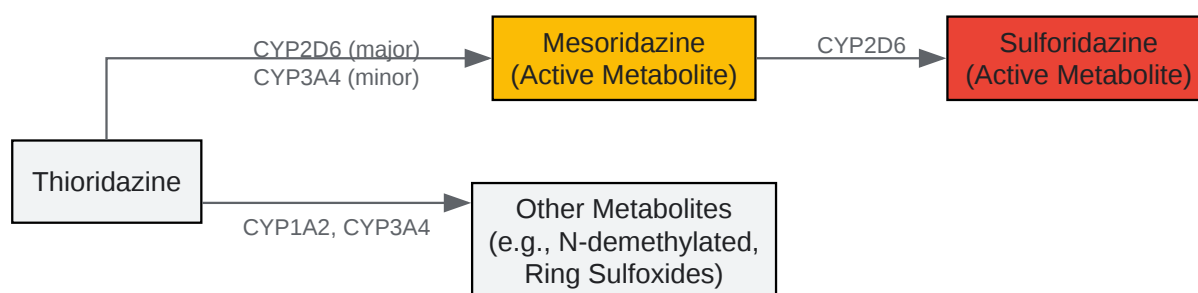 CYP2D6 (major)
CYP3A4 (minor)
Mesoridazine
(Active Metabolite)
CYP2D6
Sulforidazine
(Active Metabolite)
Thioridazine
CYP1A2, CYP3A4
Other Metabolites
(e.g., N-demethylated,
Ring Sulfoxides)